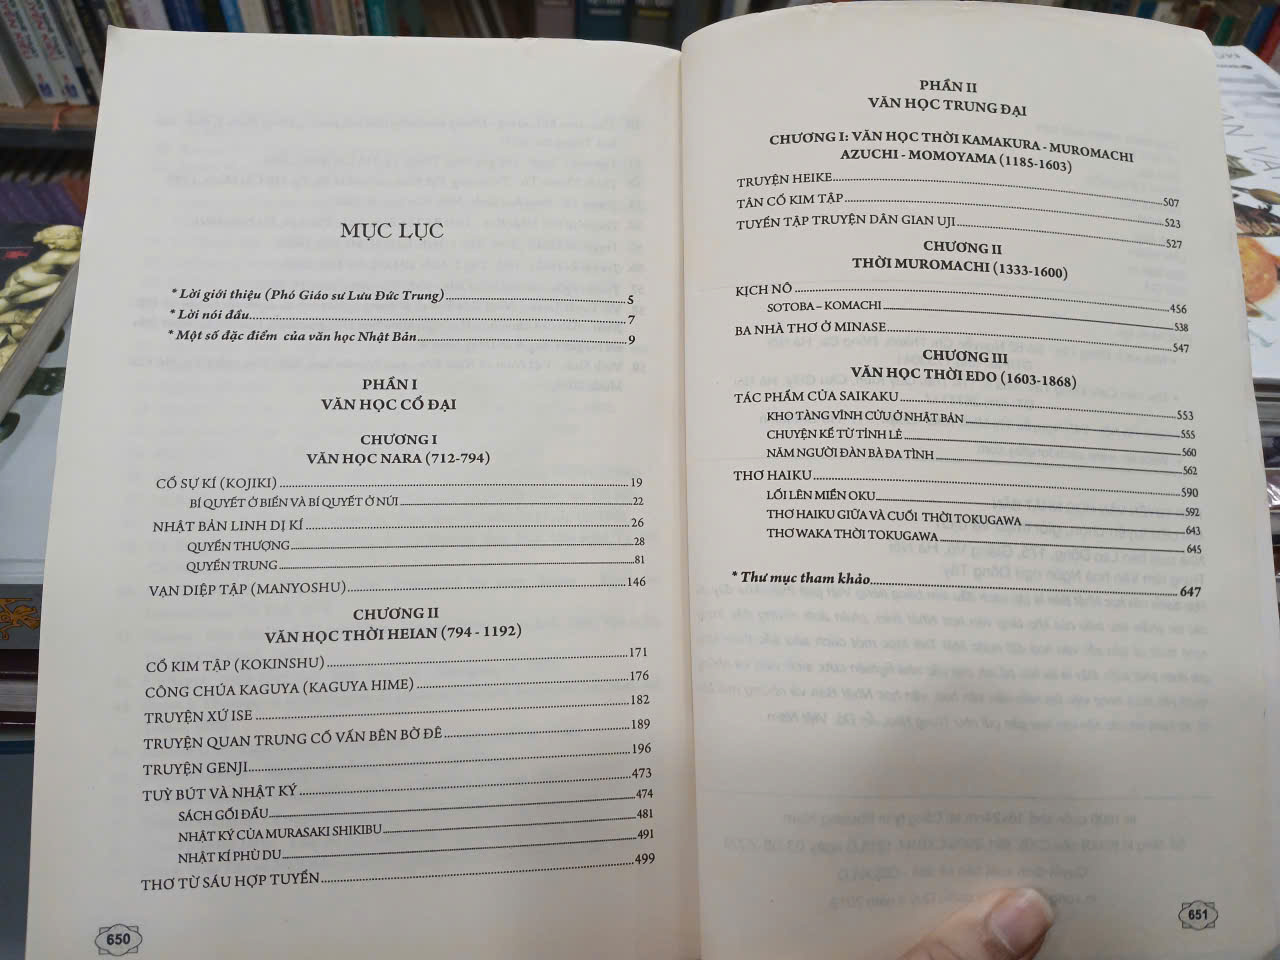 MỤC LỤC
* Lời giới thiệu (Phó Giáo sư Lưu Đức Trung) 5
* Lời nói đầu 7
* Một số đặc điểm của văn học Nhật Bản 9
PHẦN I
VĂN HỌC CỔ ĐẠI
CHƯƠNG I
VĂN HỌC NARA (712-794)
CỔ SỰ KÍ (KOJIKI) 19
BÍ QUYẾT Ở BIỂN VÀ BÍ QUYẾT Ở NÚI 22
NHẬT BẢN LINH DỊ KÍ 26
QUYỂN THƯỢNG 28
QUYỂN TRUNG 81
VẠN DIỆP TẬP (MANYOSHU) 146
CHƯƠNG II
VĂN HỌC THỜI HEIAN (794 - 1192)
CỔ KIM TẬP (KOKINSHU) 171
CÔNG CHÚA KAGUYA (KAGUYA HIME) 176
TRUYỆN XỨ ISE 182
TRUYỆN QUAN TRUNG CỐ VẤN BÊN BỜ ĐÊ 189
TRUYỆN GENJI 196
TUỲ BÚT VÀ NHẬT KÝ 473
SÁCH GỐI ĐẦU 474
NHẬT KÝ CỦA MURASAKI SHIKIBU 481
NHẬT KÍ PHÙ DU 491
THƠ TỪ SÁU HỢP TUYỂN 499
650
PHẦN II
VĂN HỌC TRUNG ĐẠI
CHƯƠNG I: VĂN HỌC THỜI KAMAKURA - MUROMACHI
AZUCHI - MOMOYAMA (1185-1603)
TRUYỆN HEIKE 507
TÂN CỔ KIM TẬP 523
TUYỂN TẬP TRUYỆN DÂN GIAN UJI 527
CHƯƠNG II
THỜI MUROMACHI (1333-1600)
KỊCH NÔ 456
SOTOBA – KOMACHI 538
BA NHÀ THƠ Ở MINASE 547
CHƯƠNG III
VĂN HỌC THỜI EDO (1603-1868)
TÁC PHẨM CỦA SAIKAKU 553
KHO TÀNG VĨNH CỬU Ở NHẬT BẢN 555
CHUYỆN KỂ TỪ TỈNH LẺ 560
NĂM NGƯỜI ĐÀN BÀ ĐA TÌNH 562
THƠ HAIKU 590
LỐI LÊN MIỀN OKU 592
THƠ HAIKU GIỮA VÀ CUỐI THỜI TOKUGAWA 643
THƠ WAKA THỜI TOKUGAWA 645
* Thư mục tham khảo 647
651